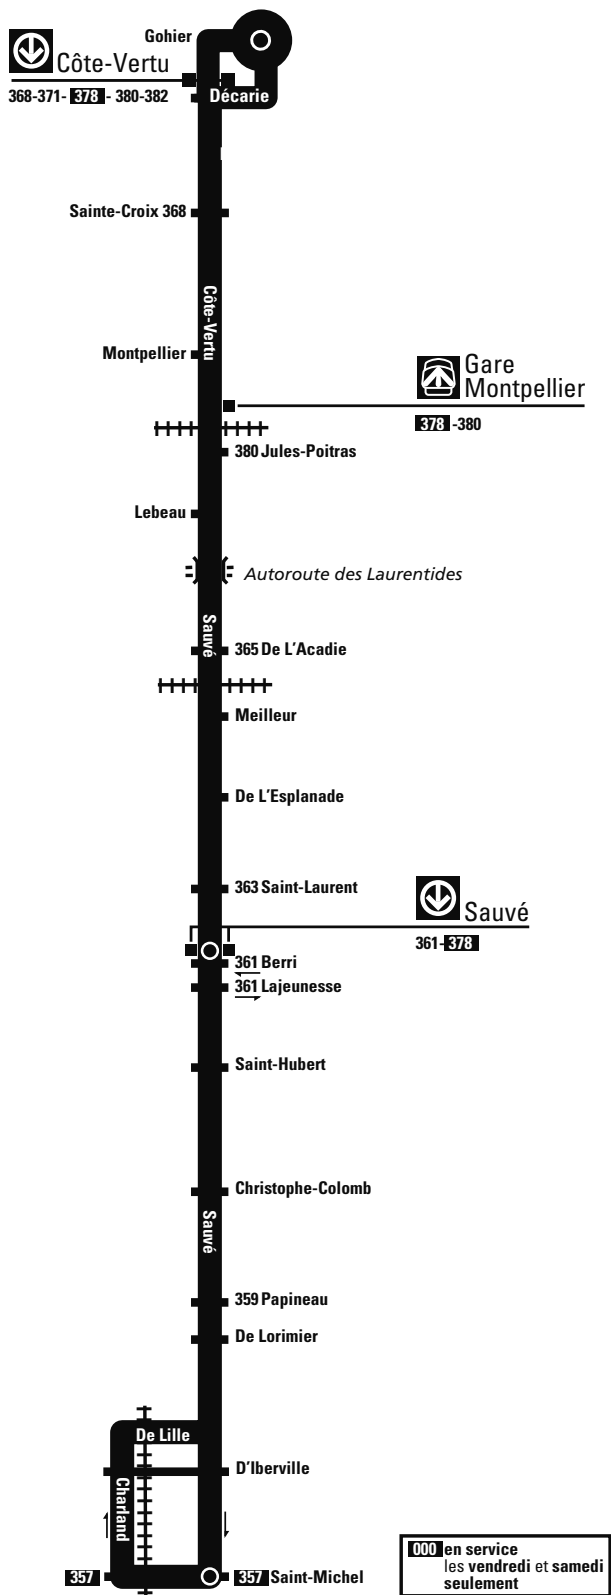 Gohier
Côte-Vertu
368-371- 378 - 380-382
Décarie
Sainte-Croix 368
Côte-Vertu
Montpellier
Gare
Montpellier
378 -380
380 Jules-Poitras
Lebeau
Autoroute des Laurentides
Sauvé
365 De L'Acadie
Meilleur
De L'Esplanade
363 Saint-Laurent
Sauvé
361-378
361 Berri
361 Lajeunesse
Saint-Hubert
Christophe-Colomb
Sauvé
359 Papineau
De Lorimier
De Lille
D'Iberville
Charland
357
357 Saint-Michel
000 en service
les vendredi et samedi
seulement